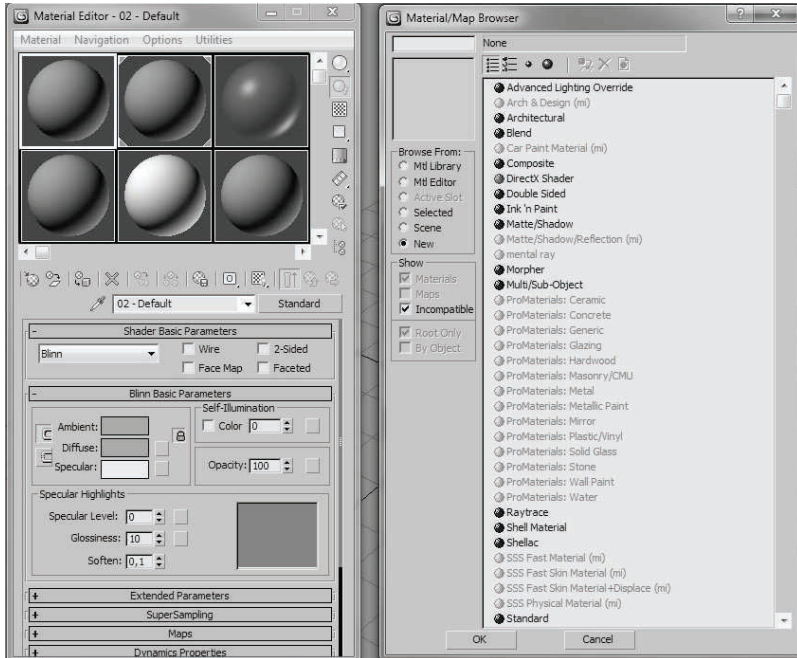 Material Editor - 02 - Default
Material Navigation Options Utilities
02 - Default
Standard
Shader Basic Parameters
Blinn
Wire
2-Sided
Face Map
Faceted
Blinn Basic Parameters
Ambient:
Diffuse:
Specular:
Self-Illumination
Color 0
Opacity: 100
Specular Highlights
Specular Level: 0
Glossiness: 10
Soften: 0,1
Extended Parameters
SuperSampling
Maps
Dynamics Properties
Material/Map Browser
None
Browse From:
Mtl Library
Mtl Editor
Active Slot
Selected
Scene
New
Show
Materials
Maps
Incompatible
Root Only
By Object
Advanced Lighting Override
Arch & Design (mi)
Architectural
Blend
Car Paint Material (mi)
Composite
DirectX Shader
Double Sided
Ink 'n Paint
Matte/Shadow
Matte/Shadow/Reflection (mi)
mental ray
Morpher
Multi/Sub-Object
ProMaterials: Ceramic
ProMaterials: Concrete
ProMaterials: Generic
ProMaterials: Glazing
ProMaterials: Hardwood
ProMaterials: Masonry/CMU
ProMaterials: Metal
ProMaterials: Metallic Paint
ProMaterials: Mirror
ProMaterials: Plastic/Vinyl
ProMaterials: Solid Glass
ProMaterials: Stone
ProMaterials: Wall Paint
ProMaterials: Water
Raytrace
Shell Material
Shellac
SSS Fast Material (mi)
SSS Fast Skin Material (mi)
SSS Fast Skin Material+Displace (mi)
SSS Physical Material (mi)
Standard
OK
Cancel